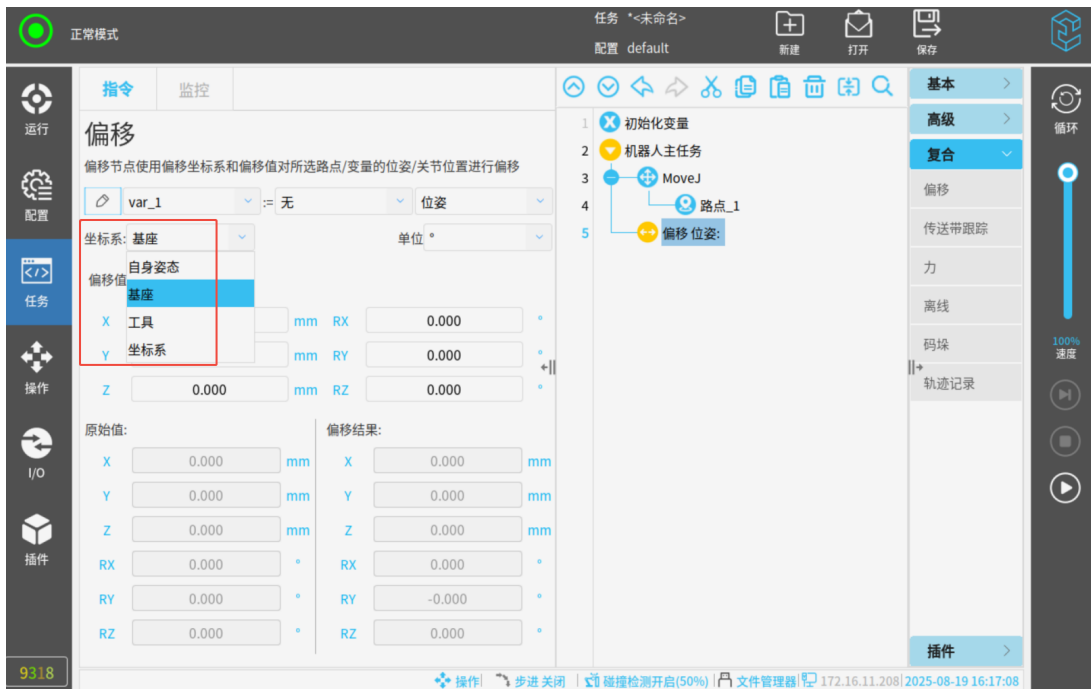 正常模式
任务 *<未命名>
配置 default
新建
打开
保存
运行
配置
任务
操作
I/O
插件
9318
指令
监控
偏移
偏移节点使用偏移坐标系和偏移值对所选路点/变量的位姿/关节位置进行偏移
var_1 := 无 位姿
坐标系: 基座 单位 °
自身姿态
偏移值
基座
工具
坐标系
X mm RX 0.000 °
Y mm RY 0.000 °
Z 0.000 mm RZ 0.000 °
原始值: 偏移结果:
X 0.000 mm X 0.000 mm
Y 0.000 mm Y 0.000 mm
Z 0.000 mm Z 0.000 mm
RX 0.000 ° RX 0.000 °
RY 0.000 ° RY -0.000 °
RZ 0.000 ° RZ 0.000 °
1 初始化变量
2 机器人主任务
3 MoveJ
4 路点_1
5 偏移 位姿:
基本
高级
复合
偏移
传送带跟踪
力
离线
码垛
轨迹记录
插件
循环
100%
速度
操作 步进 关闭 碰撞检测开启(50%) 文件管理器 172.16.11.208 2025-08-19 16:17:08